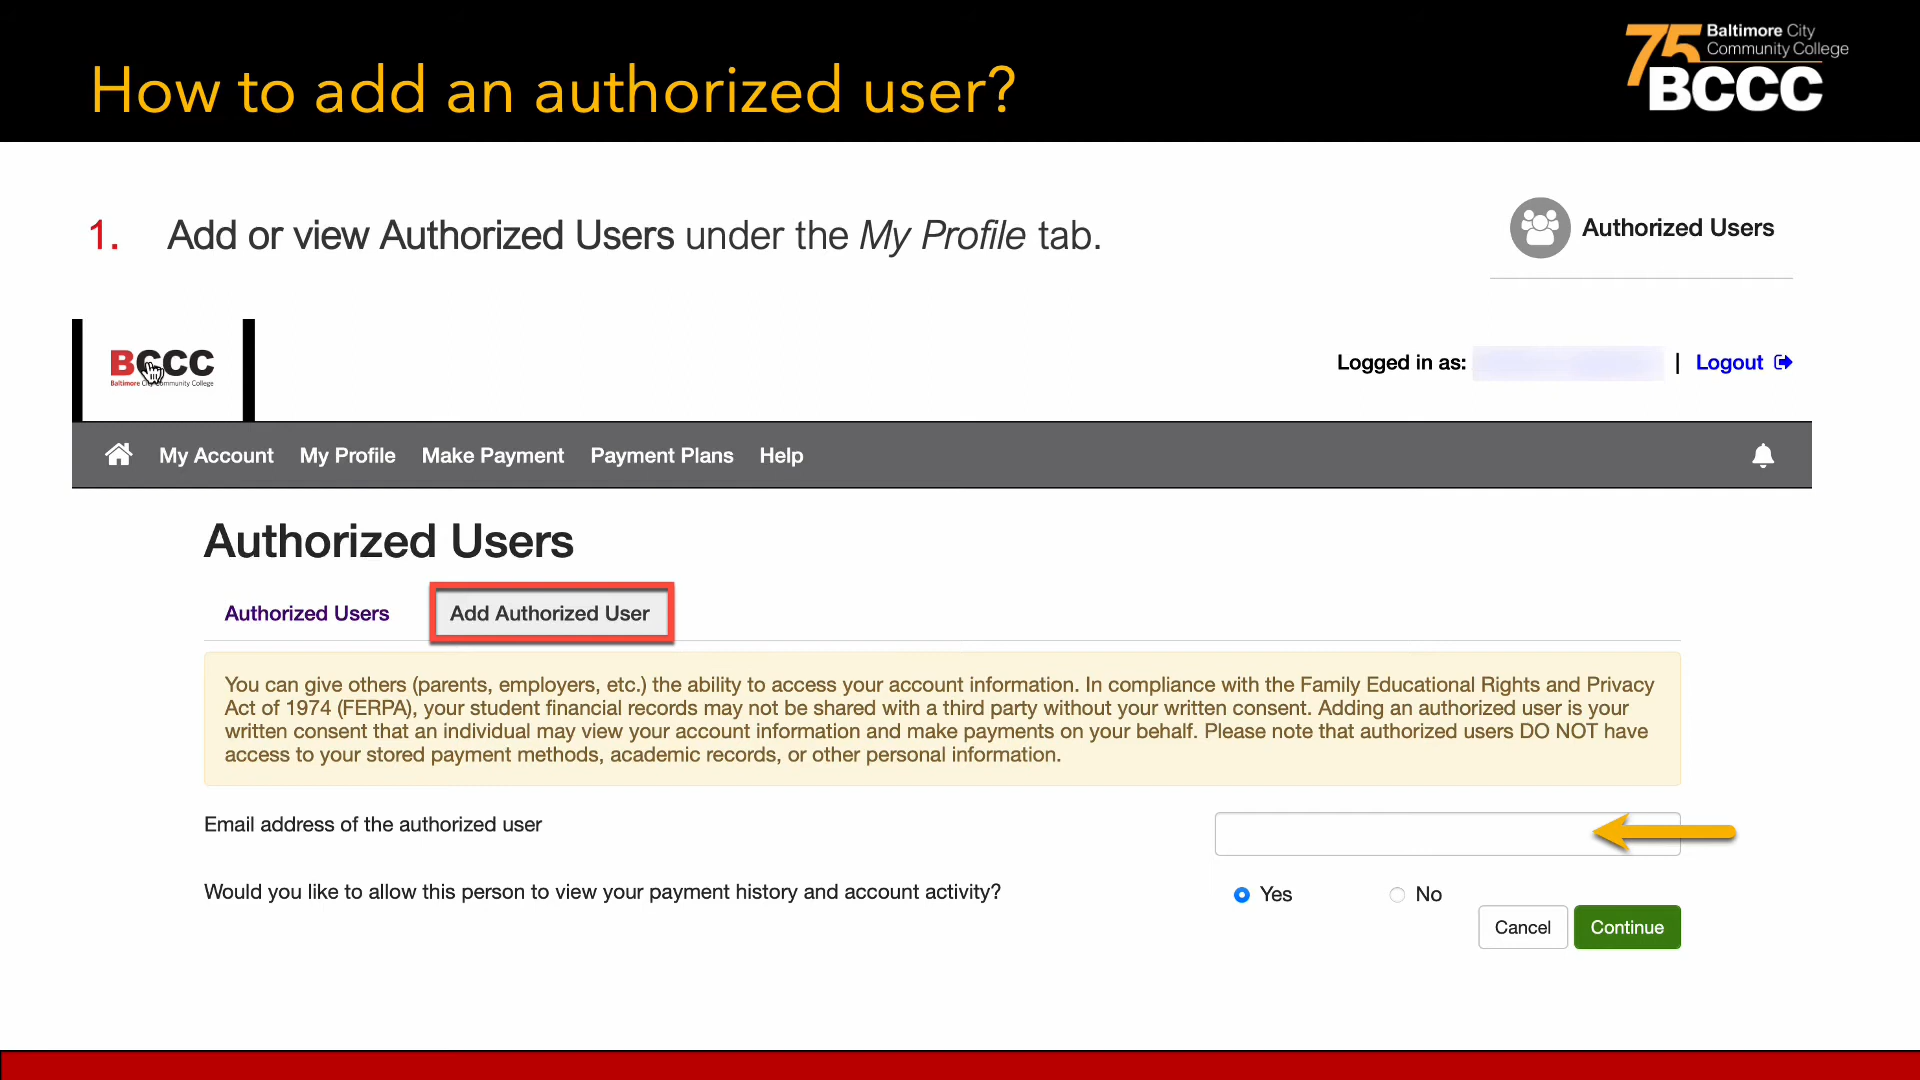 How to add an authorized user?
75 Baltimore City
Community College
BCCC
1. Add or view Authorized Users under the My Profile tab.
Authorized Users
BCCC
Baltimore City Community College
Logged in as: | Logout
My Account My Profile Make Payment Payment Plans Help
Authorized Users
Authorized Users Add Authorized User
You can give others (parents, employers, etc.) the ability to access your account information. In compliance with the Family Educational Rights and Privacy
Act of 1974 (FERPA), your student financial records may not be shared with a third party without your written consent. Adding an authorized user is your
written consent that an individual may view your account information and make payments on your behalf. Please note that authorized users DO NOT have
access to your stored payment methods, academic records, or other personal information.
Email address of the authorized user
Would you like to allow this person to view your payment history and account activity? Yes No
Cancel Continue